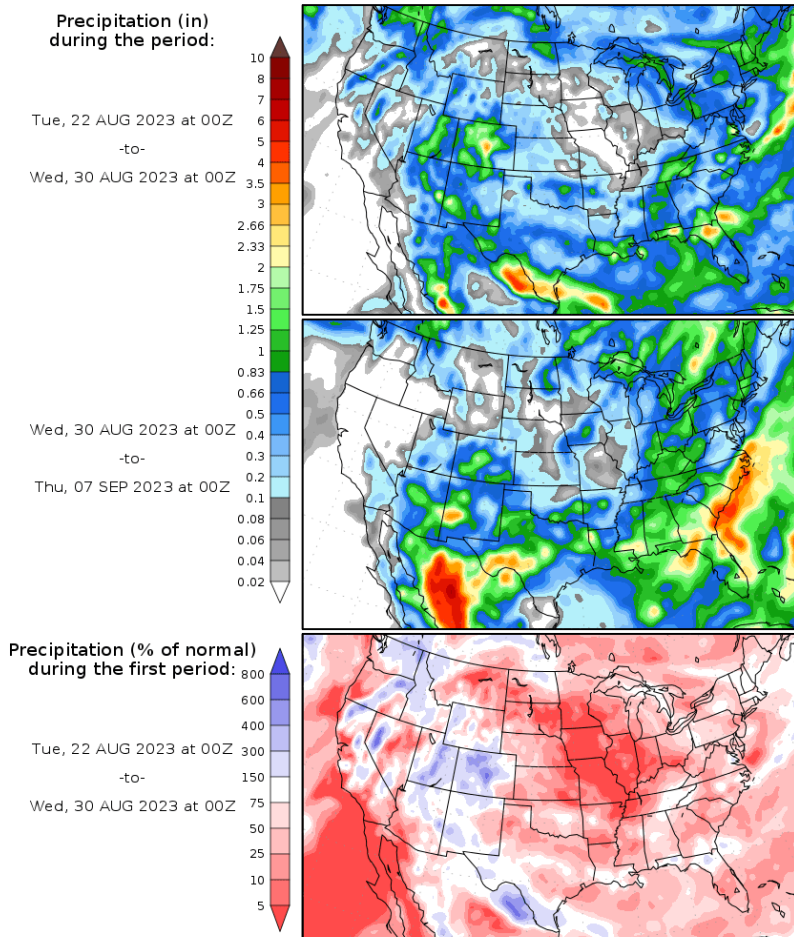 Precipitation (in)
during the period:
Tue, 22 AUG 2023 at 00Z
-to-
Wed, 30 AUG 2023 at 00Z
Wed, 30 AUG 2023 at 00Z
-to-
Thu, 07 SEP 2023 at 00Z
10
8
7
6
5
4
3.5
3
2.66
2.33
2
1.75
1.5
1.25
1
0.83
0.66
0.5
0.4
0.3
0.2
0.1
0.08
0.06
0.04
0.02
Precipitation (% of normal)
during the first period:
Tue, 22 AUG 2023 at 00Z
-to-
Wed, 30 AUG 2023 at 00Z
800
600
400
300
150
75
50
25
10
5